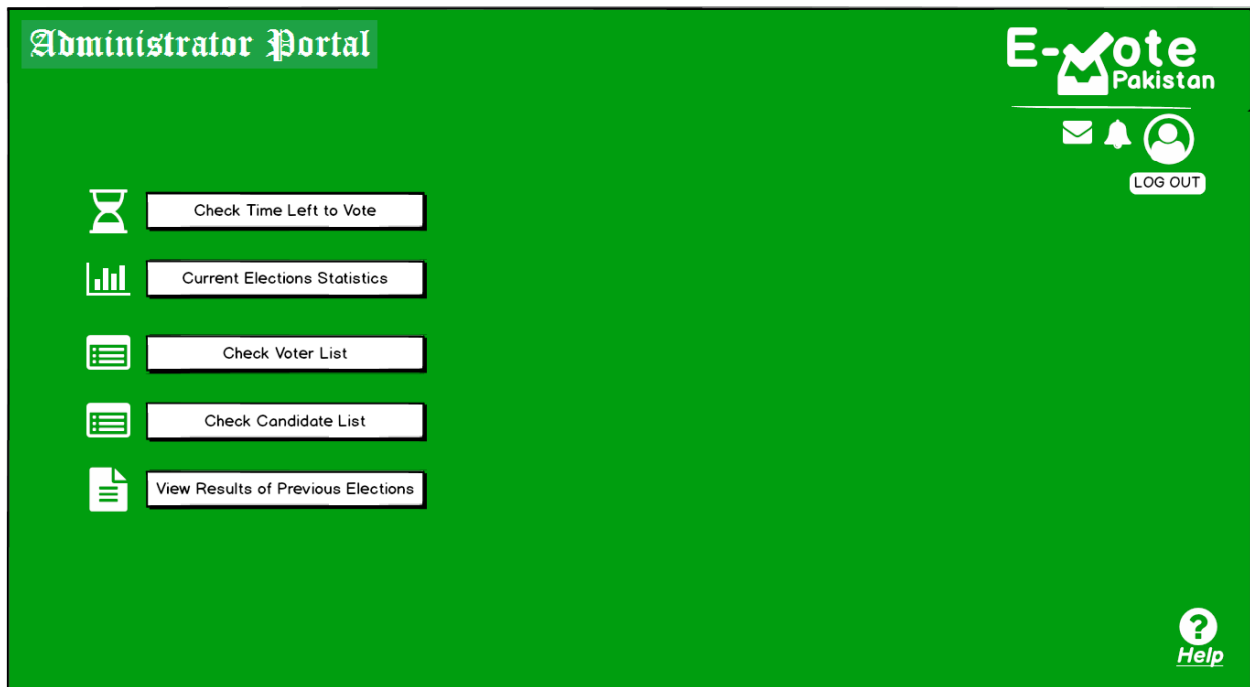 Administrator Portal
E-Vote
Pakistan
LOG OUT
Check Time Left to Vote
Current Elections Statistics
Check Voter List
Check Candidate List
View Results of Previous Elections
?
Help